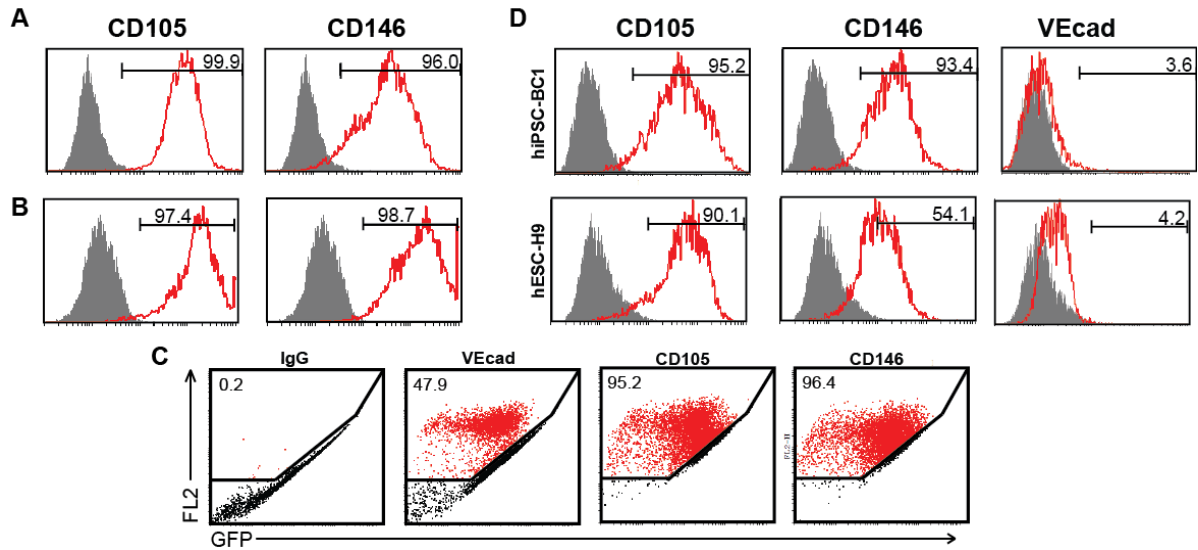 A
CD105
CD146
99.9
96.0
B
97.4
98.7
D
CD105
CD146
VEcad
hiPSC-BC1
95.2
93.4
3.6
hESC-H9
90.1
54.1
4.2
C
IgG
VEcad
CD105
CD146
0.2
47.9
95.2
96.4
FL2-H
FL2
GFP